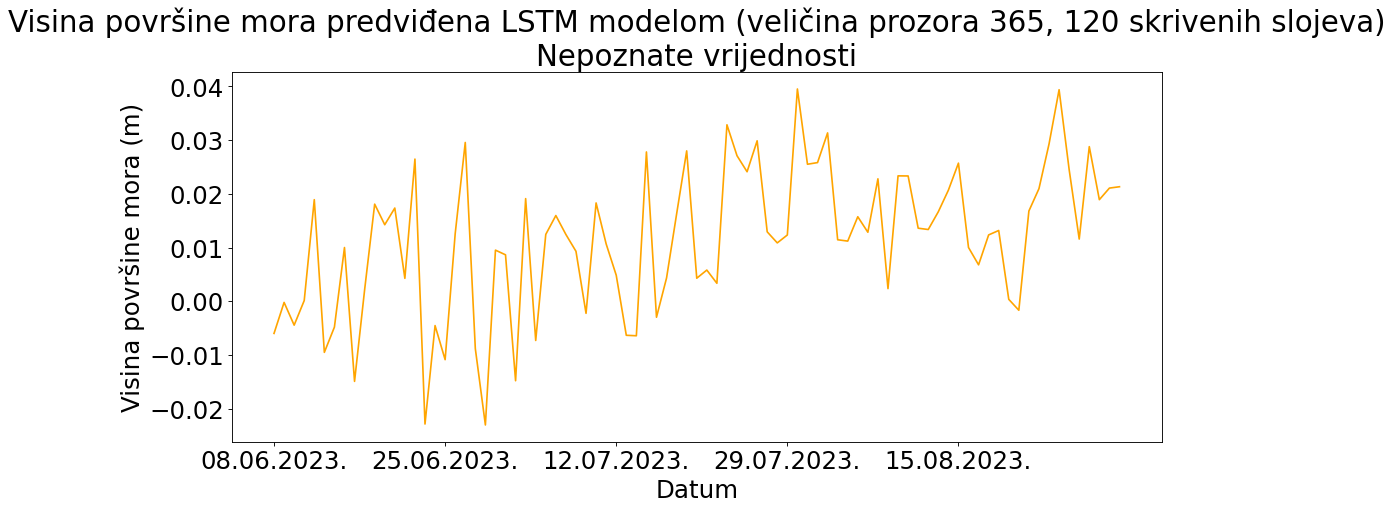 Visina površine mora predviđena LSTM modelom (veličina prozora 365, 120 skrivenih slojeva)
Nepoznate vrijednosti
Visina površine mora (m)
0.04
0.03
0.02
0.01
0.00
−0.01
−0.02
08.06.2023. 25.06.2023. 12.07.2023. 29.07.2023. 15.08.2023.
Datum